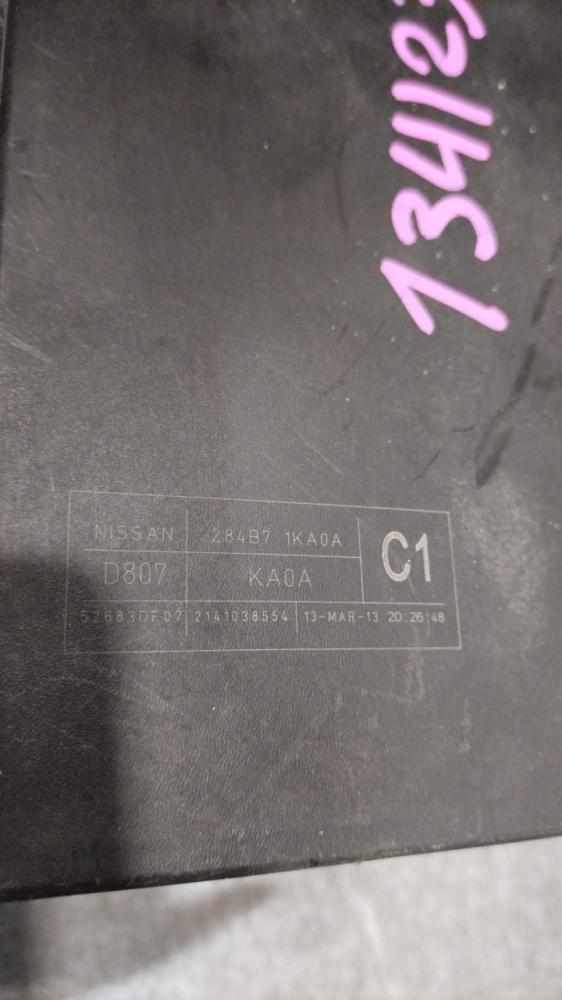 134123
NISSAN 284B7 1KA0A C1
D807 KA0A
52683DF07 2141038554 13-MAR-13 20:26:48